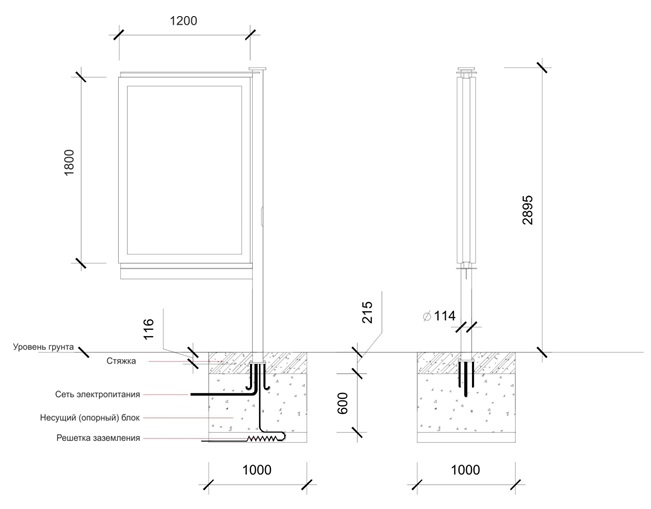 1200
1800
2895
116
215
⌀ 114
Уровень грунта
Стяжка
Сеть электропитания
600
Несущий (опорный) блок
Решетка заземления
1000
1000